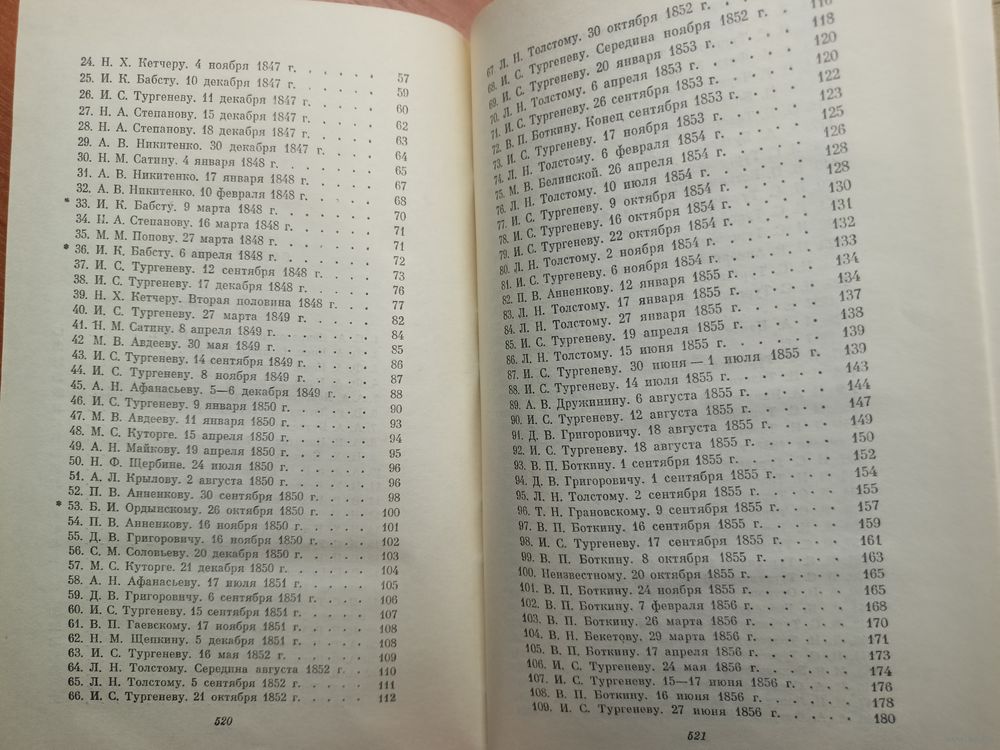 24. Н. Х. Кетчеру. 4 ноября 1847 г. . . . . . 57
25. И. К. Бабсту. 10 декабря 1847 г. . . . . 59
26. И. С. Тургеневу. 11 декабря 1847 г. . . . . 60
27. Н. А. Степанову. 15 декабря 1847 г. . . . . 62
28. Н. А. Степанову. 18 декабря 1847 г. . . . . 63
29. А. В. Никитенко. 30 декабря 1847 г. . . . 64
30. Н. М. Сатину. 4 января 1848 г. . . . . . 65
31. А. В. Никитенко. 17 января 1848 г. . . . . 67
32. А. В. Никитенко. 10 февраля 1848 г. . . . . 68
* 33. И. К. Бабсту. 9 марта 1848 г. . . . . . 70
34. Н. А. Степанову. 16 марта 1848 г. . . . . 71
35. М. М. Попову. 27 марта 1848 г. . . . . . 71
* 36. И. К. Бабсту. 6 апреля 1848 г. . . . . . 72
37. И. С. Тургеневу. 12 сентября 1848 г. . . . 73
38. И. С. Тургеневу. 17 декабря 1848 г. . . . . 76
39. Н. Х. Кетчеру. Вторая половина 1848 г. . . . 77
40. И. С. Тургеневу. 27 марта 1849 г. . . . . 82
41. Н. М. Сатину. 8 апреля 1849 г. . . . . . 84
42 М. В. Авдееву. 30 мая 1849 г. . . . . . 85
43. И. С. Тургеневу. 14 сентября 1849 г. . . . . 86
44. И. С. Тургеневу. 8 ноября 1849 г. . . . . 87
45. А. Н. Афанасьеву. 5—6 декабря 1849 г. . . . 88
46. И. С. Тургеневу. 9 января 1850 г. . . . . 90
47. М. В. Авдееву. 11 января 1850 г. . . . . 93
48. М. С. Куторге. 15 апреля 1850 г. . . . . 94
49. А. Н. Майкову. 19 апреля 1850 г. . . . . 95
50. Н. Ф. Щербине. 24 июля 1850 г. . . . . . 96
51. А. Л. Крылову. 2 августа 1850 г. . . . . 96
52. П. В. Анненкову. 30 сентября 1850 г. . . . 98
* 53. Б. И. Ордынскому. 26 октября 1850 г. . . . 100
54. П. В. Анненкову. 16 ноября 1850 г. . . . . 101
55. Д. В. Григоровичу. 16 ноября 1850 г. . . . 102
56. С. М. Соловьеву. 20 декабря 1850 г. . . . . 103
57. М. С. Куторге. 21 декабря 1850 г. . . . . 104
58. А. Н. Афанасьеву. 17 июля 1851 г. . . . . 105
59. Д. В. Григоровичу. 6 сентября 1851 г. . . . 106
60. И. С. Тургеневу. 15 сентября 1851 г. . . . . 107
61. В. П. Гаевскому. 17 ноября 1851 г. . . . . 108
62. Н. М. Щепкину. 5 декабря 1851 г. . . . . 108
63. И. С. Тургеневу. 16 мая 1852 г. . . . . . 109
64. Л. Н. Толстому. Середина августа 1852 г. . . . 110
65. Л. Н. Толстому. 5 сентября 1852 г. . . . . 111
66. И. С. Тургеневу. 21 октября 1852 г. . . . . 112
520
67. Л. Н. Толстому. 30 октября 1852 г. . . . 116
68. И. С. Тургеневу. Середина ноября 1852 г. . . 118
69. И. С. Тургеневу. 20 января 1853 г. . . . . 120
70. Л. Н. Толстому. 6 апреля 1853 г. . . . . 120
71. И. С. Тургеневу. 26 сентября 1853 г. . . . 122
72. В. П. Боткину. Конец сентября 1853 г. . . . 123
73. И. С. Тургеневу. 17 ноября 1853 г. . . . . 125
74. Л. Н. Толстому. 6 февраля 1854 г. . . . . 126
75. М. В. Белинской. 26 апреля 1854 г. . . . . 128
76. Л. Н. Толстому. 10 июля 1854 г. . . . . 128
77. И. С. Тургеневу. 9 октября 1854 г. . . . . 130
78. И. С. Тургеневу. 16 октября 1854 г. . . . . 131
79. И. С. Тургеневу. 22 октября 1854 г. . . . . 132
80. Л. Н. Толстому. 2 ноября 1854 г. . . . . 133
81. И. С. Тургеневу. 6 ноября 1854 г. . . . . 134
82. П. В. Анненкову. 12 января 1855 г. . . . . 134
83. Л. Н. Толстому. 17 января 1855 г. . . . . 137
84. Л. Н. Толстому. 27 января 1855 г. . . . . 138
85. И. С. Тургеневу. 19 апреля 1855 г. . . . . 139
86. Л. Н. Толстому. 15 июня 1855 г. . . . . 139
87. И. С. Тургеневу. 30 июня — 1 июля 1855 г. . 143
88. И. С. Тургеневу. 14 июля 1855 г. . . . . 144
89. А. В. Дружинину. 6 августа 1855 г. . . . . 147
90. И. С. Тургеневу. 12 августа 1855 г. . . . . 149
91. Д. В. Григоровичу. 18 августа 1855 г. . . . 150
92. И. С. Тургеневу. 18 августа 1855 г. . . . . 152
93. В. П. Боткину. 1 сентября 1855 г. . . . . 154
94. Д. В. Григоровичу. 1 сентября 1855 г. . . . 155
95. Л. Н. Толстому. 2 сентября 1855 г. . . . . 157
96. Т. Н. Грановскому. 9 сентября 1855 г. . . . 159
97. В. П. Боткину. 16 сентября 1855 г. . . . . 161
98. И. С. Тургеневу. 17 сентября 1855 г. . . . . 163
99. В. П. Боткину. 8 октября 1855 г. . . . . 165
100. Неизвестному. 20 октября 1855 г. . . . . 165
101. В. П. Боткину. 24 ноября 1855 г. . . . . 168
102. В. П. Боткину. 7 февраля 1856 г. . . . . 170
103. В. П. Боткину. 26 марта 1856 г. . . . . 171
104. В. Н. Бекетову. 29 марта 1856 г. . . . . 173
105. В. П. Боткину. 17 апреля 1856 г. . . . . 174
106. И. С. Тургеневу. 24 мая 1856 г. . . . . 176
107. И. С. Тургеневу. 15—17 июня 1856 г. . . . 178
108. В. П. Боткину. 16 июня 1856 г. . . . . 178
109. И. С. Тургеневу. 27 июня 1856 г. . . . . 180
521